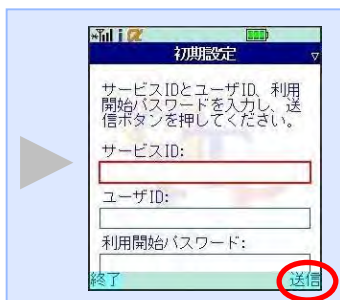 初期設定
サービスIDとユーザID、利用
開始パスワードを入力し、送
信ボタンを押してください。
サービスID:
ユーザID:
利用開始パスワード:
終了 送信